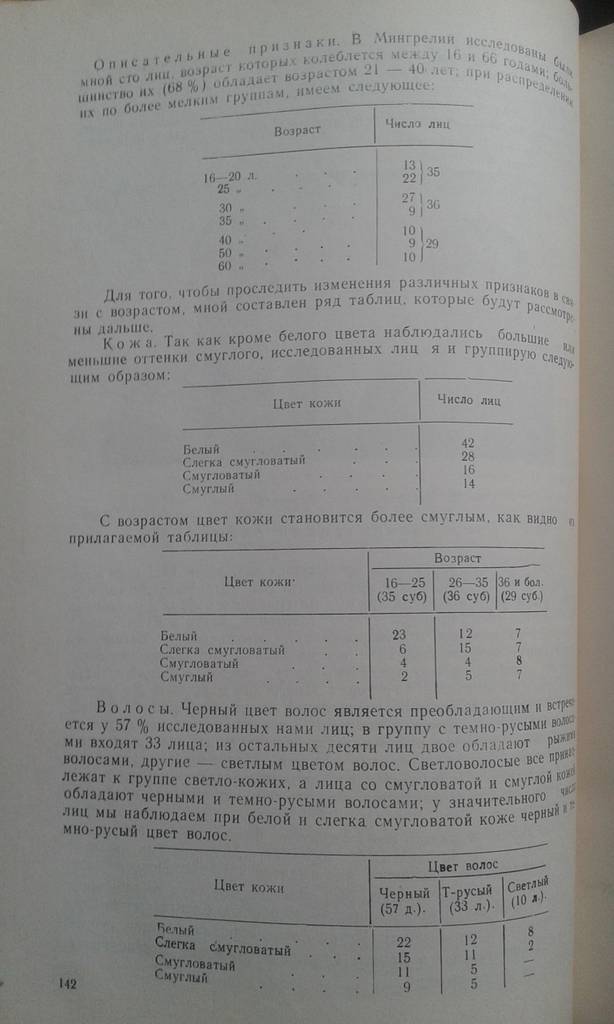 Описательные признаки. В Мингрелии исследованы были
мной сто лиц, возраст которых колеблется между 16 и 66 годами; боль-
шинство их (68 %) обладает возрастом 21 — 40 лет; при распределении
их по более мелким группам, имеем следующее:
Возраст Число лиц
16—20 л. 13
25 „ 22 35
30 „ 27
35 „ 9 36
40 „ 10
50 „ 9 29
60 „ 10
Для того, чтобы проследить изменения различных признаков в свя-
зи с возрастом, мной составлен ряд таблиц, которые будут рассмотре-
ны дальше.
Кожа. Так как кроме белого цвета наблюдались большие или
меньшие оттенки смуглого, исследованных лиц я и группирую следую-
щим образом:
Цвет кожи Число лиц
Белый . . . . . . 42
Слегка смугловатый . . . 28
Смугловатый . . . . 16
Смуглый . . . . . 14
С возрастом цвет кожи становится более смуглым, как видно из
прилагаемой таблицы:
Возраст
Цвет кожи 16—25 26—35 36 и бол.
(35 суб) (36 суб) (29 суб.)
Белый . . . . . 23 12 7
Слегка смугловатый . . 6 15 7
Смугловатый . . . 4 4 8
Смуглый . . . . 2 5 7
Волосы. Черный цвет волос является преобладающим и встреча-
ется у 57 % исследованных нами лиц; в группу с темно-русыми волоса-
ми входят 33 лица; из остальных десяти лиц двое обладают рыжими
волосами, другие — светлым цветом волос. Светловолосые все принад-
лежат к группе светло-кожих, а лица со смугловатой и смуглой кожей
обладают черными и темно-русыми волосами; у значительного числа
лиц мы наблюдаем при белой и слегка смугловатой коже черный и те-
мно-русый цвет волос.
Цвет волос
Цвет кожи Черный Т-русый Светлый
(57 д.). (33 л.). (10 л.).
Белый . . . . . 22 12 8
Слегка смугловатый . . . 15 11 2
Смугловатый . . . 11 5 —
Смуглый . . . . 9 5 —
142